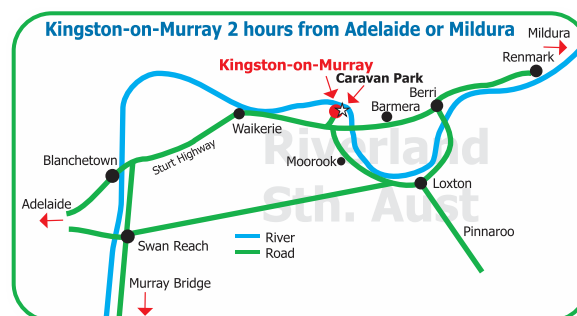 Kingston-on-Murray 2 hours from Adelaide or Mildura
Mildura
Renmark
Kingston-on-Murray
Caravan Park
Berri
Barmera
Waikerie
Riverland
Sturt Highway
Moorook
Blanchetown
Loxton
Adelaide
Sth. Aust
Pinnaroo
Swan Reach
River
Road
Murray Bridge